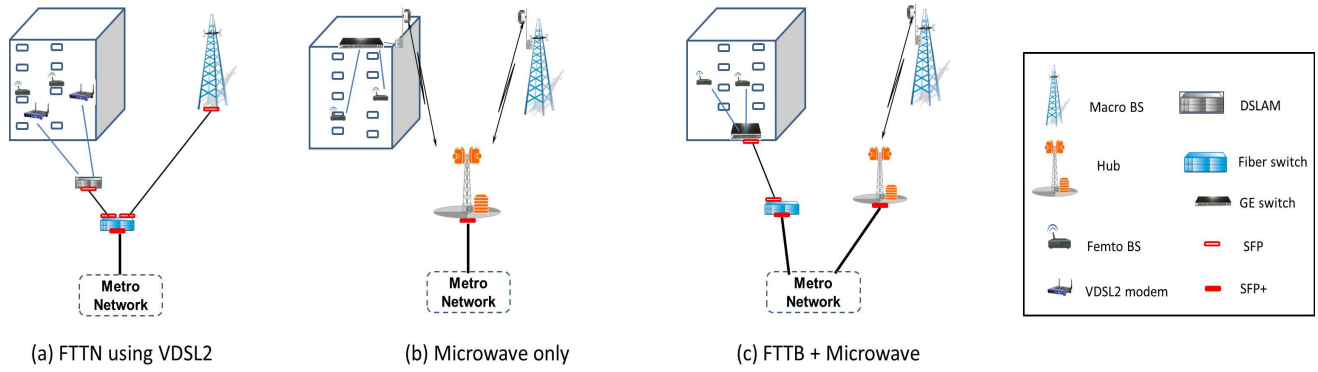 Metro
Network
(a) FTTN using VDSL2
Metro
Network
(b) Microwave only
Metro
Network
(c) FTTB + Microwave
Macro BS
DSLAM
Hub
Fiber switch
GE switch
Femto BS
SFP
VDSL2 modem
SFP+